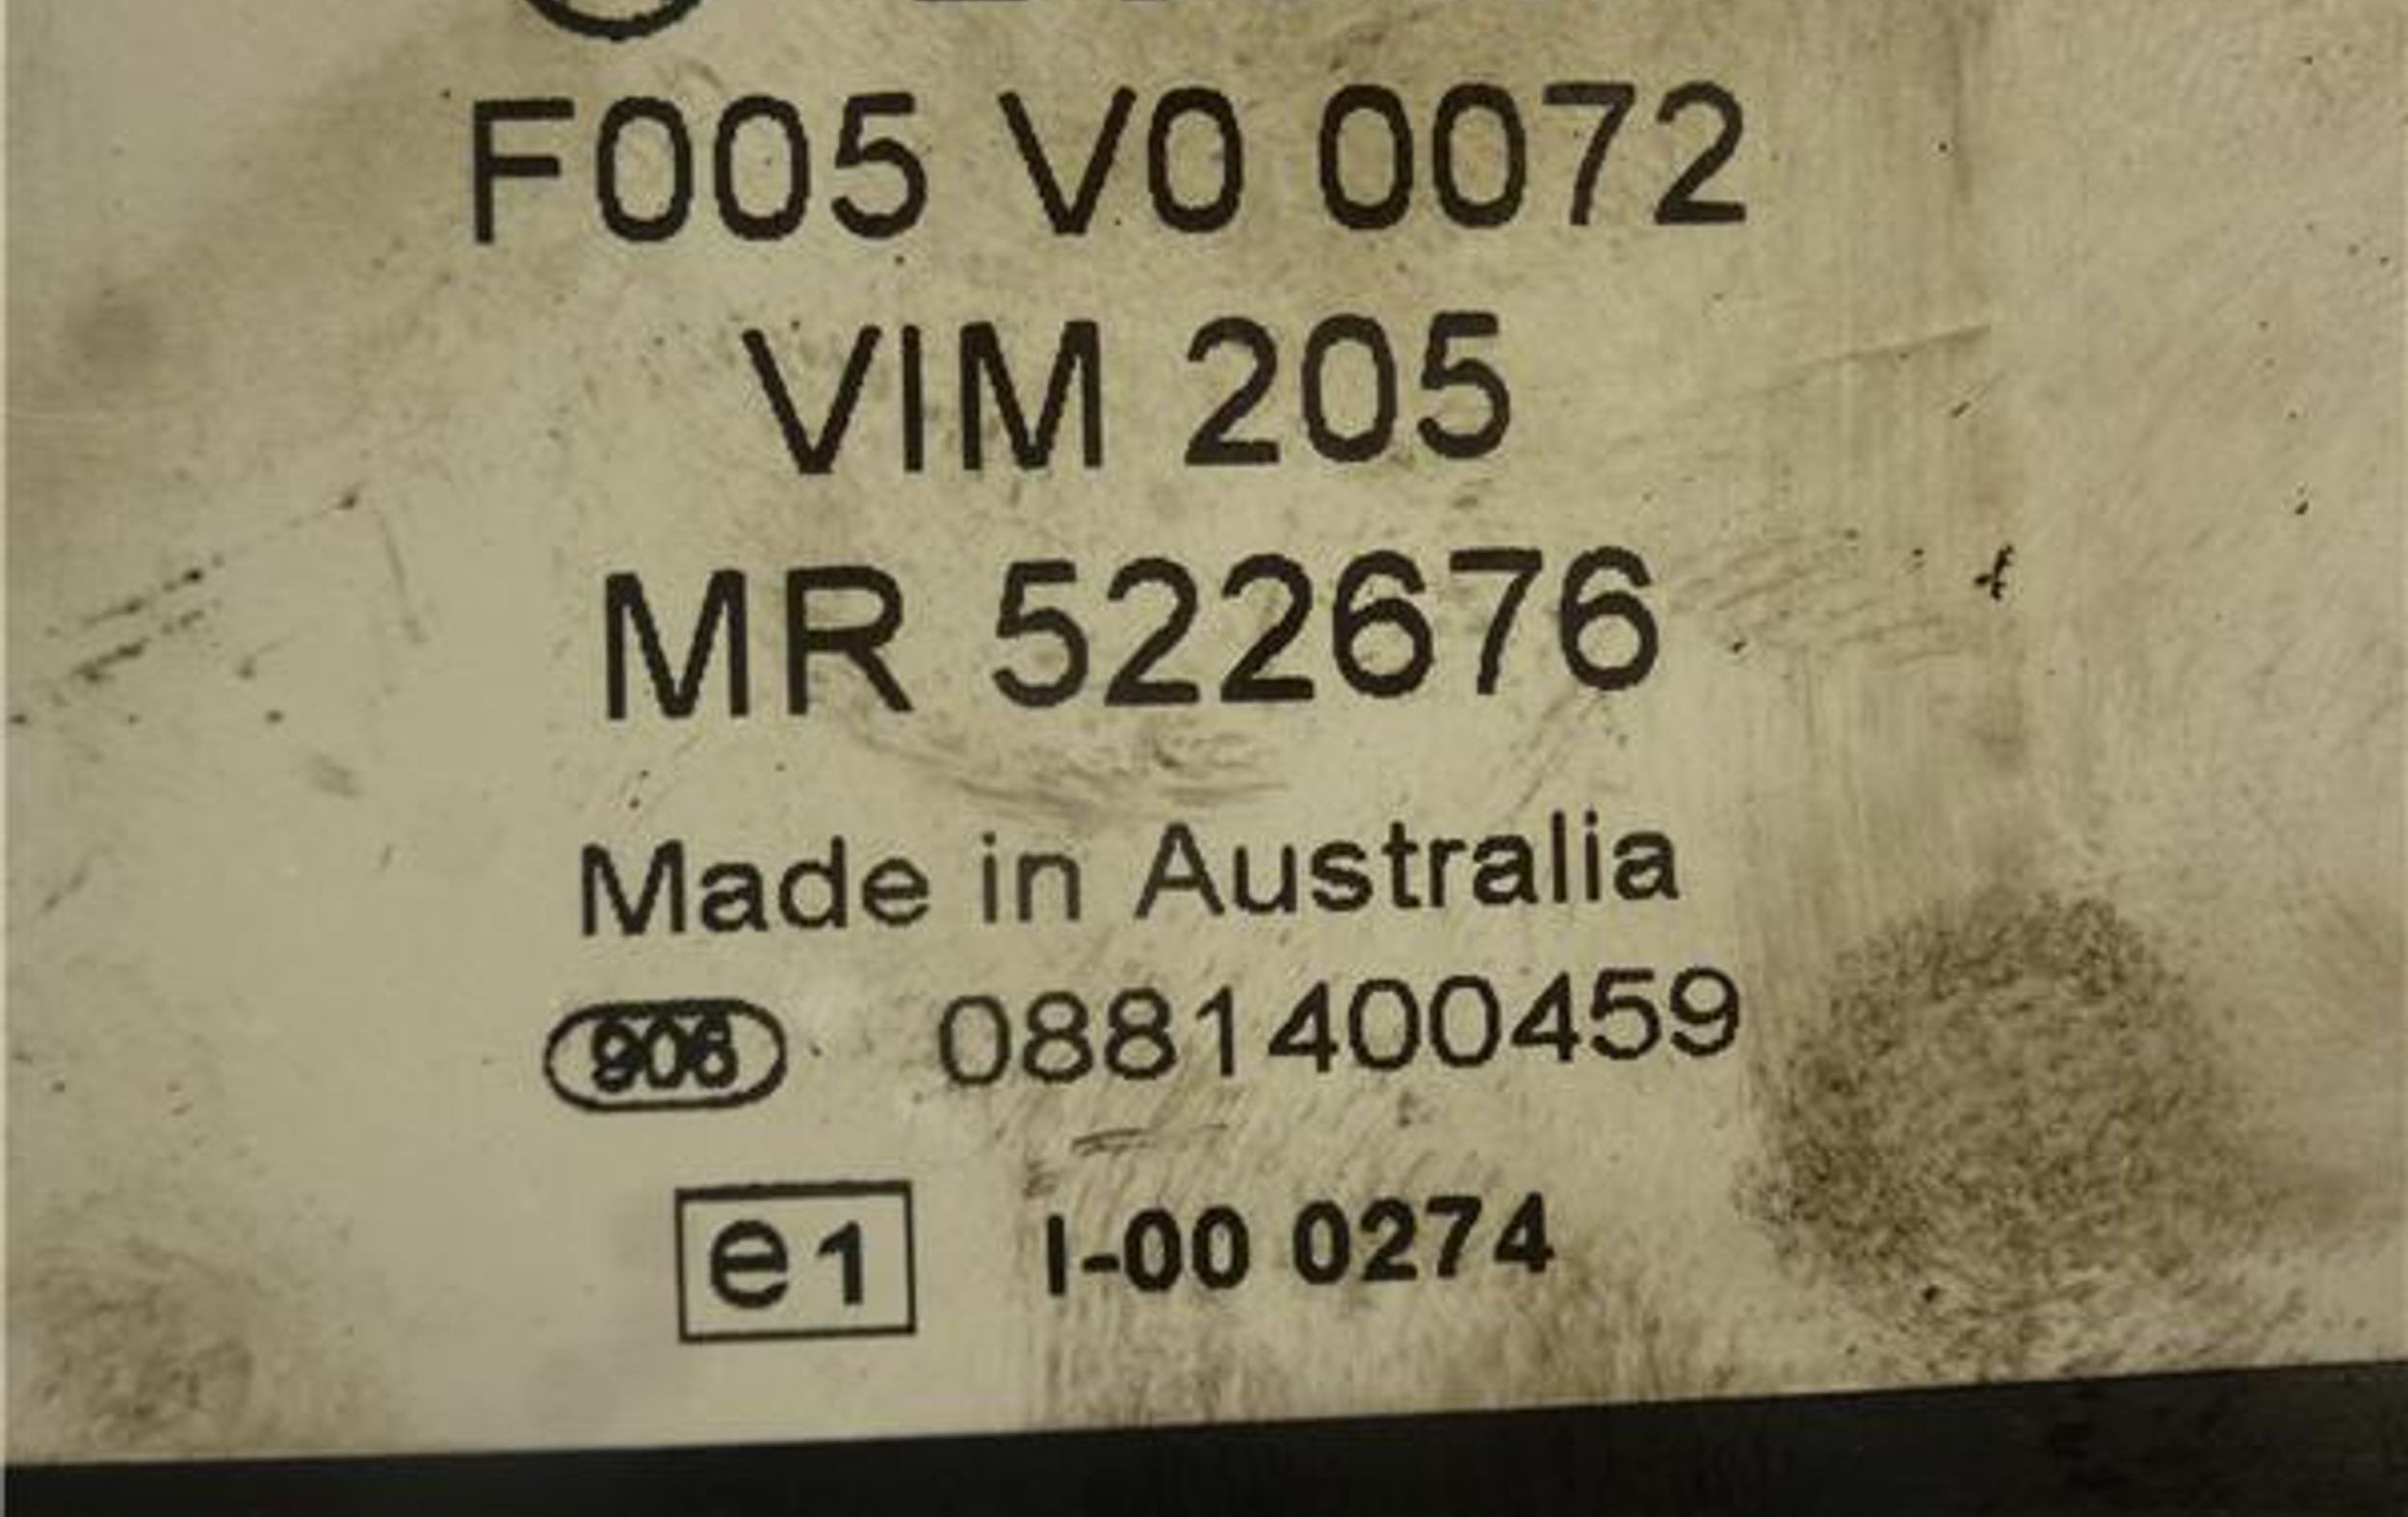 F005 V0 0072
VIM 205
MR 522676
Made in Australia
906 0881400459
e1 I-00 0274